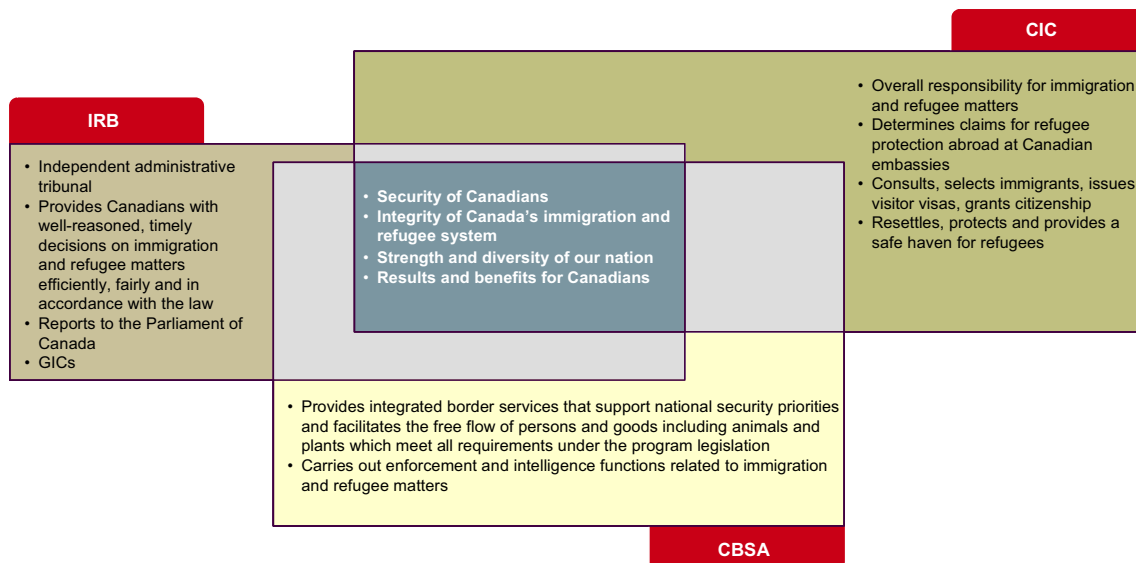 CIC
• Overall responsibility for immigration
and refugee matters
• Determines claims for refugee
protection abroad at Canadian
embassies
• Consults, selects immigrants, issues
visitor visas, grants citizenship
• Resettles, protects and provides a
safe haven for refugees
IRB
• Independent administrative
tribunal
• Provides Canadians with
well-reasoned, timely
decisions on immigration
and refugee matters
efficiently, fairly and in
accordance with the law
• Reports to the Parliament of
Canada
• GICs
• Security of Canadians
• Integrity of Canada’s immigration and
refugee system
• Strength and diversity of our nation
• Results and benefits for Canadians
• Provides integrated border services that support national security priorities
and facilitates the free flow of persons and goods including animals and
plants which meet all requirements under the program legislation
• Carries out enforcement and intelligence functions related to immigration
and refugee matters
CBSA